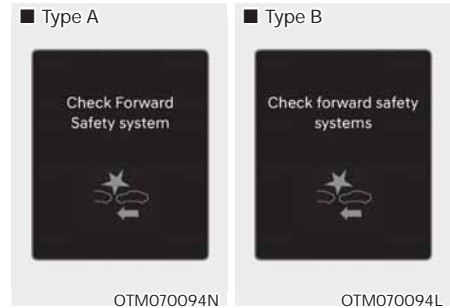 ■ Type A
Check Forward
Safety system
OTM070094N
■ Type B
Check forward safety
systems
OTM070094L